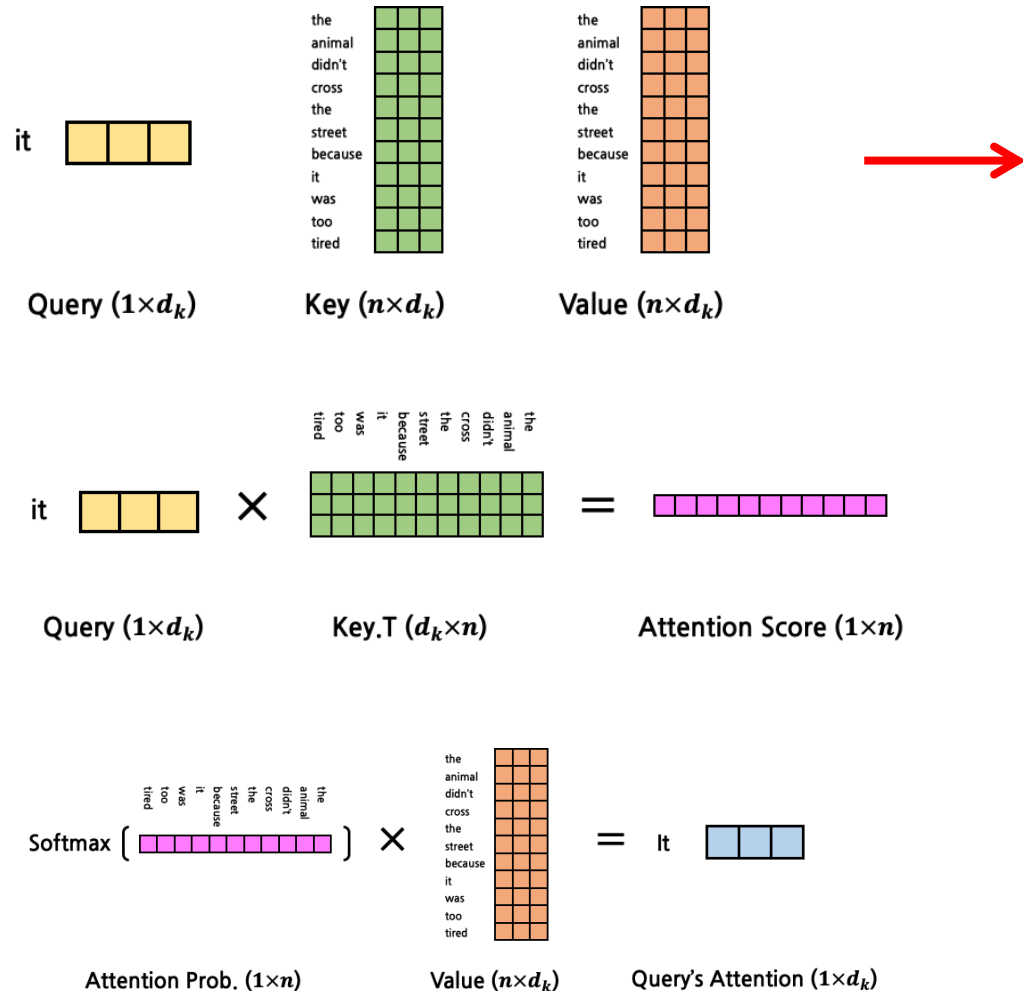 the
animal
didn't
cross
the
street
because
it
was
too
tired
the
animal
didn't
cross
the
street
because
it
was
too
tired
it
Query (1×d_k)
Key (n×d_k)
Value (n×d_k)
tired
too
was
it
because
street
the
cross
didn't
animal
the
it
×
=
Query (1×d_k)
Key.T (d_k×n)
Attention Score (1×n)
tired
too
was
it
because
street
the
cross
didn't
animal
the
the
animal
didn't
cross
the
street
because
it
was
too
tired
Softmax ( )
×
=
It
Attention Prob. (1×n)
Value (n×d_k)
Query's Attention (1×d_k)